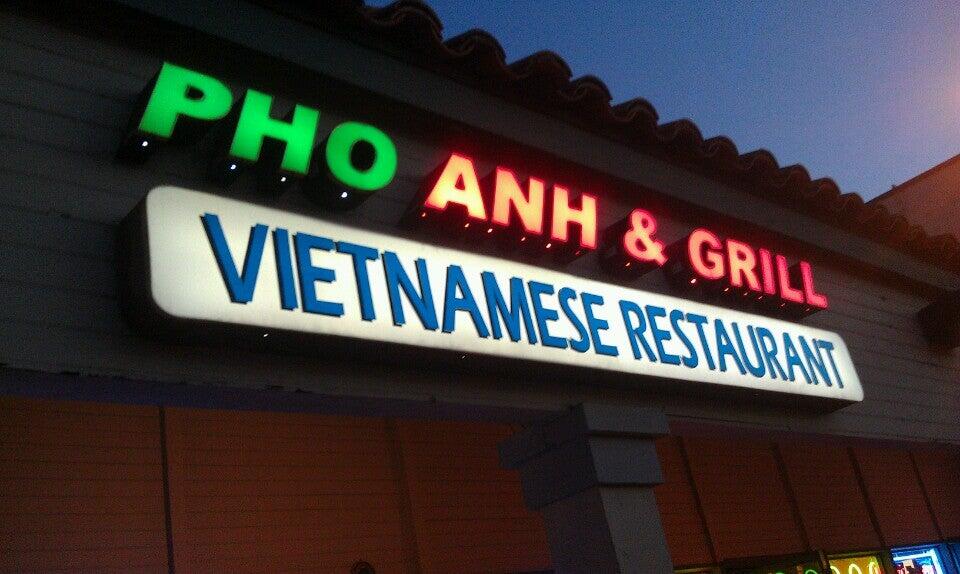 PHO ANH & GRILL
VIETNAMESE RESTAURANT